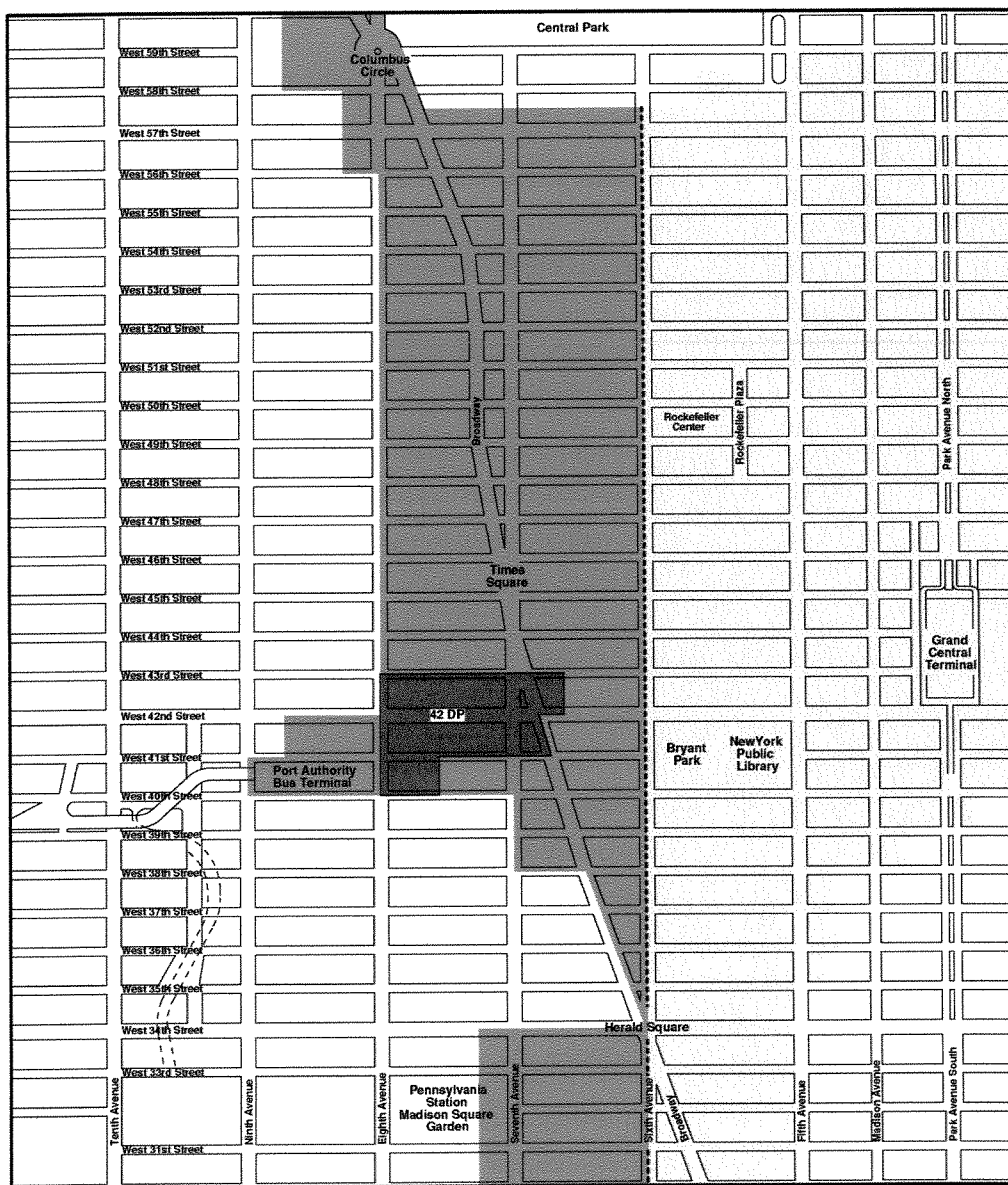 Central Park
West 59th Street
Columbus
Circle
West 58th Street
West 57th Street
West 56th Street
West 55th Street
West 54th Street
West 53rd Street
West 52nd Street
West 51st Street
West 50th Street
Broadway
Rockefeller
Center
Rockefeller Plaza
Park Avenue North
West 49th Street
West 48th Street
West 47th Street
West 46th Street
Times
Square
West 45th Street
West 44th Street
Grand
Central
Terminal
West 43rd Street
West 42nd Street
42 DP
Bryant
Park
NewYork
Public
Library
West 41st Street
Port Authority
Bus Terminal
West 40th Street
West 39th Street
West 38th Street
West 37th Street
West 36th Street
West 35th Street
West 34th Street
Herald Square
West 33rd Street
Tenth Avenue
Ninth Avenue
Eighth Avenue
Pennsylvania
Station
Madison Square
Garden
Seventh Avenue
Sixth Avenue
Broadway
Fifth Avenue
Madison Avenue
Park Avenue South
West 31st Street